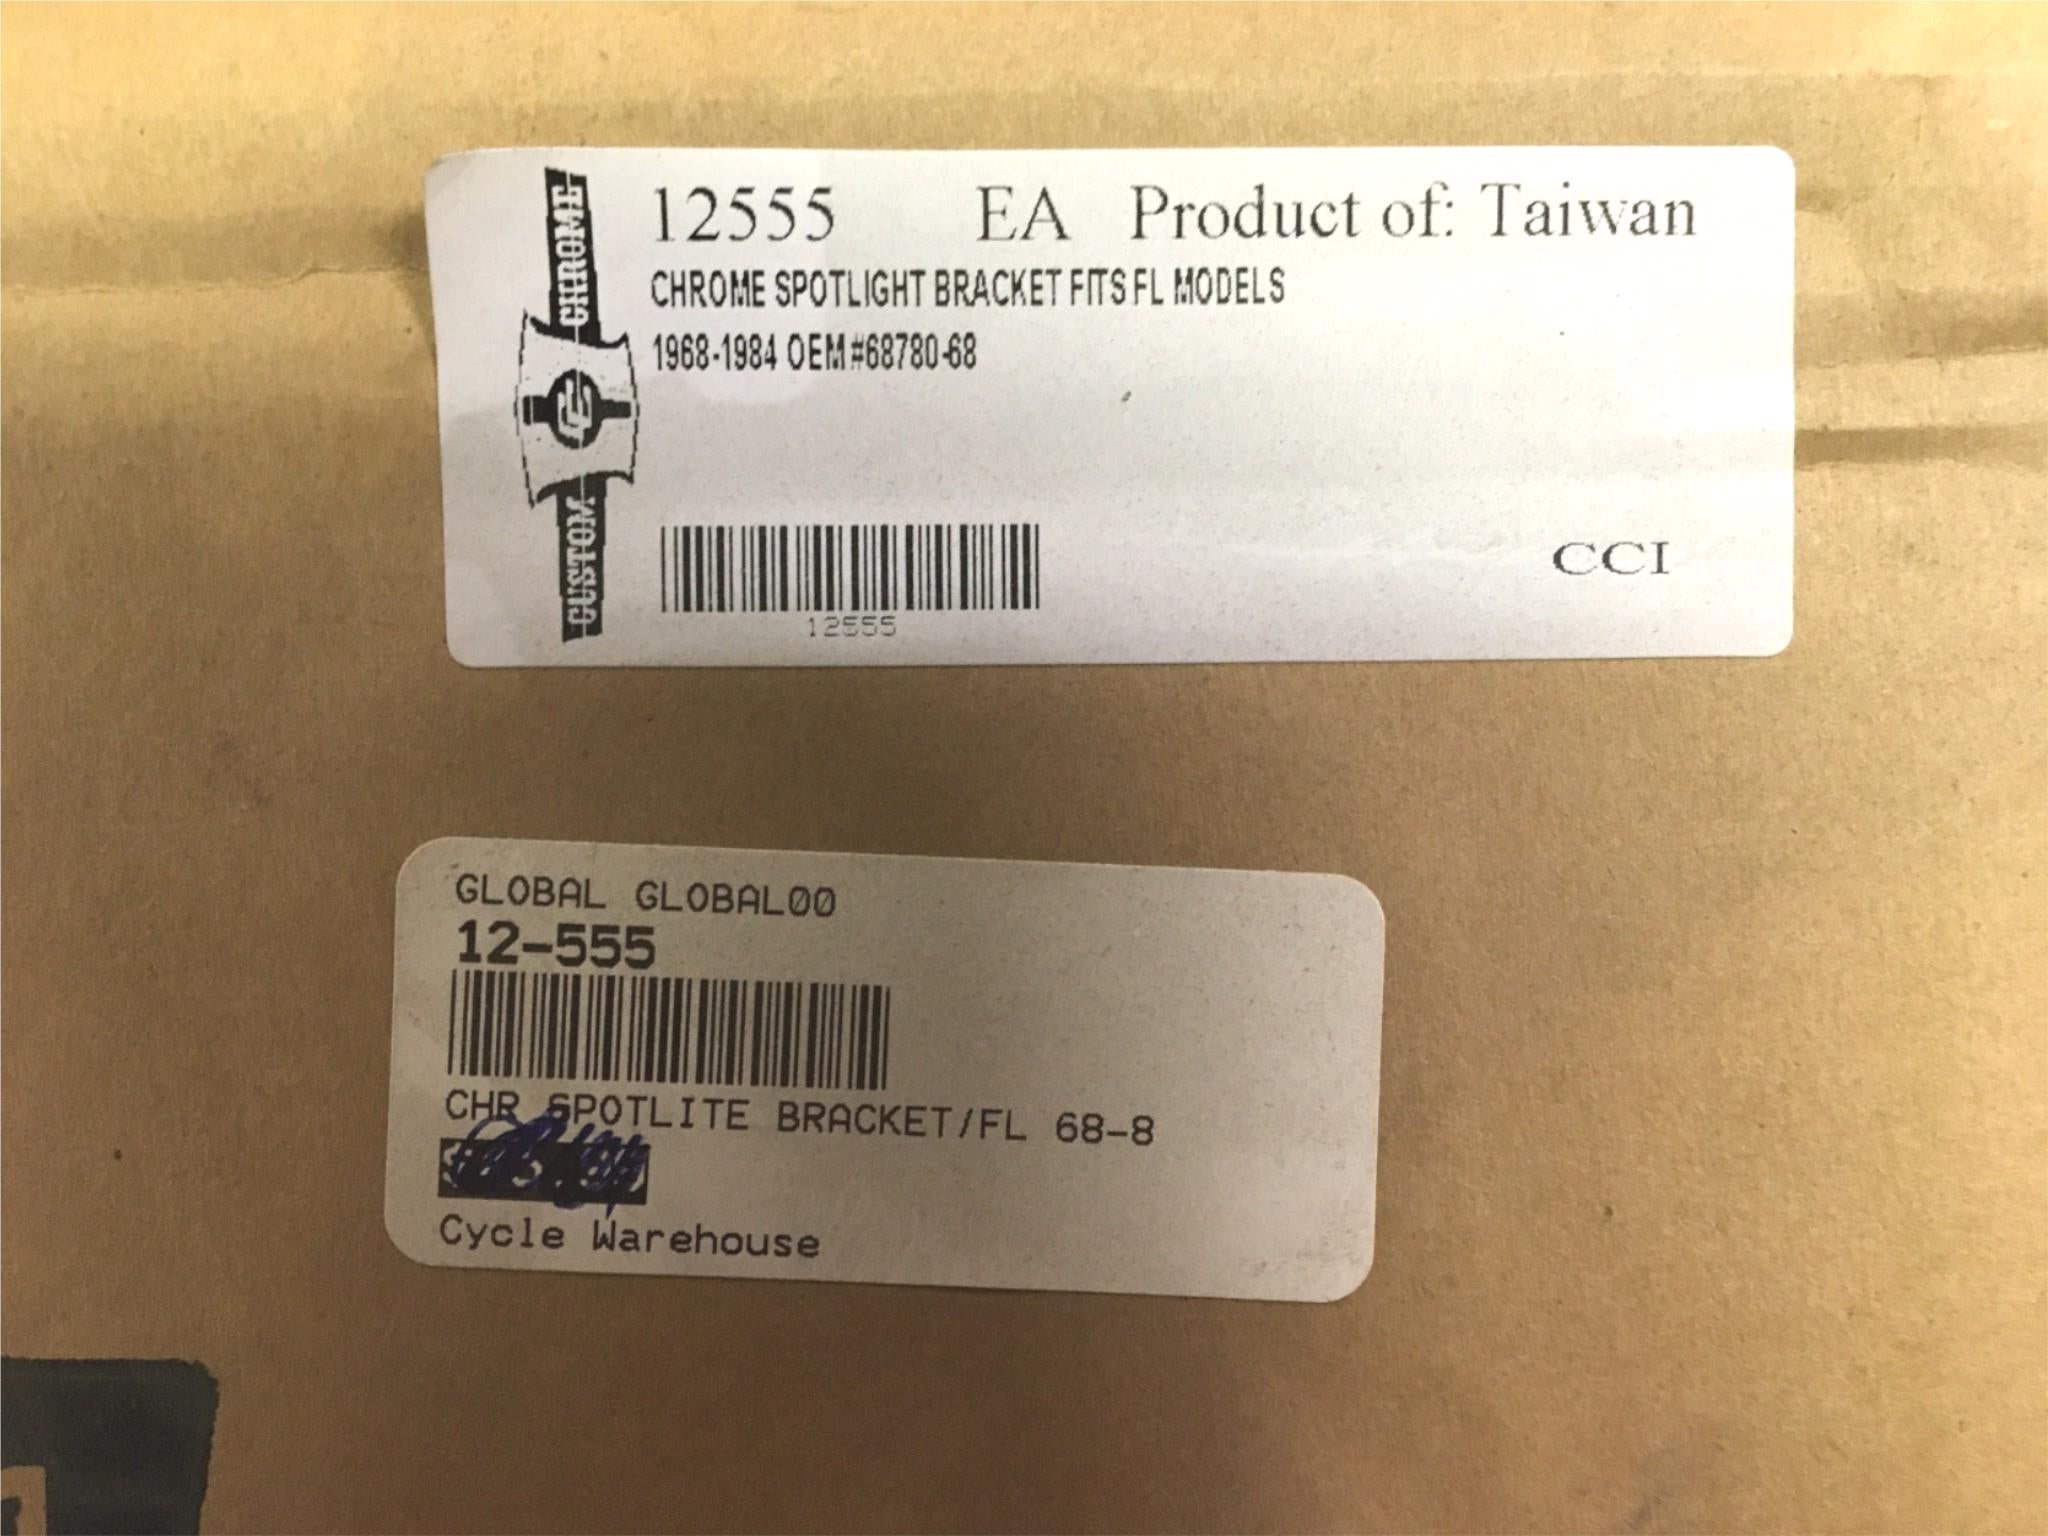 CUSTOM CHROME
CC
12555 EA Product of: Taiwan
CHROME SPOTLIGHT BRACKET FITS FL MODELS
1968-1984 OEM #68780-68
12555
CCI
GLOBAL GLOBAL00
12-555
CHR SPOTLITE BRACKET/FL 68-8
Cycle Warehouse